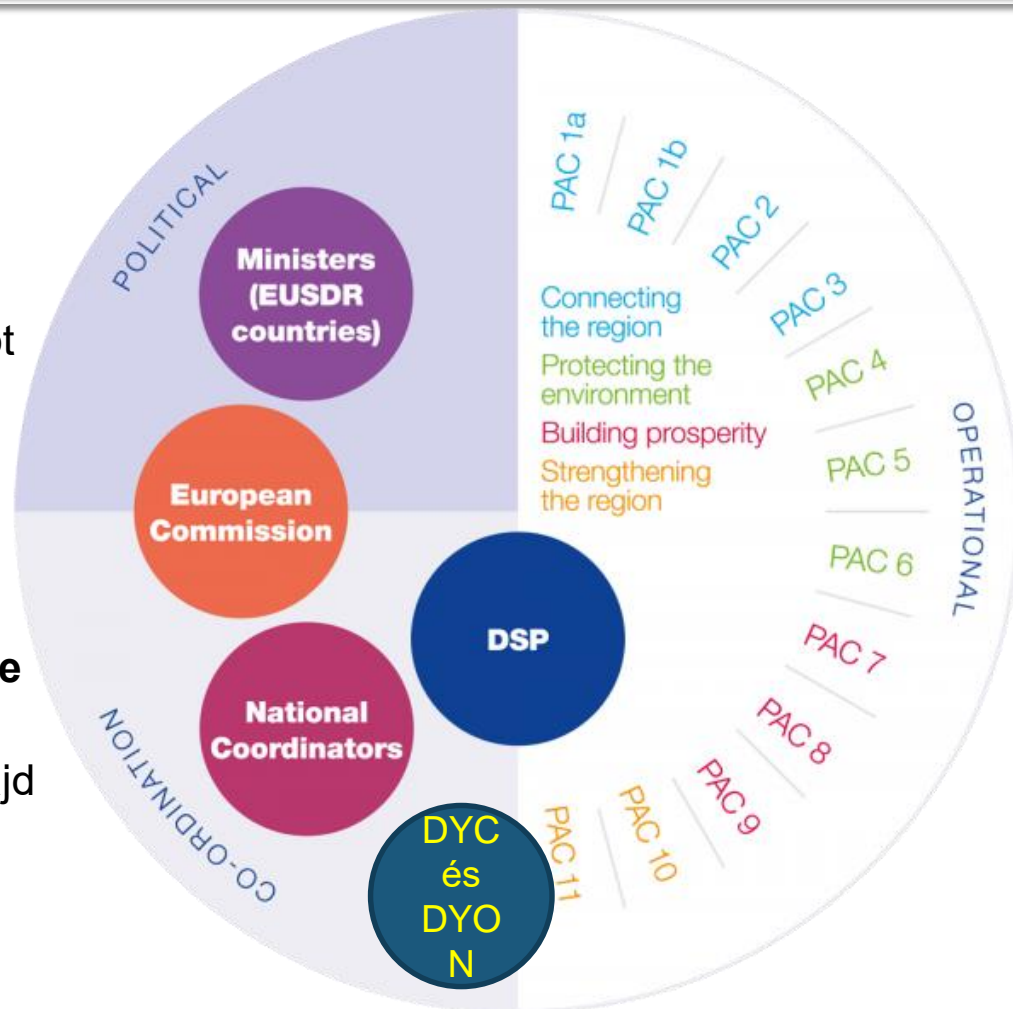 POLITICAL
Ministers
(EUSDR
countries)
European
Commission
National
Coordinators
CO-ORDINATION
DSP
DYC
és
DYO
N
Connecting
the region
Protecting the
environment
Building prosperity
Strengthening
the region
PAC 1a
PAC 1b
PAC 2
PAC 3
PAC 4
PAC 5
PAC 6
PAC 7
PAC 8
PAC 9
PAC 10
PAC 11
OPERATIONAL